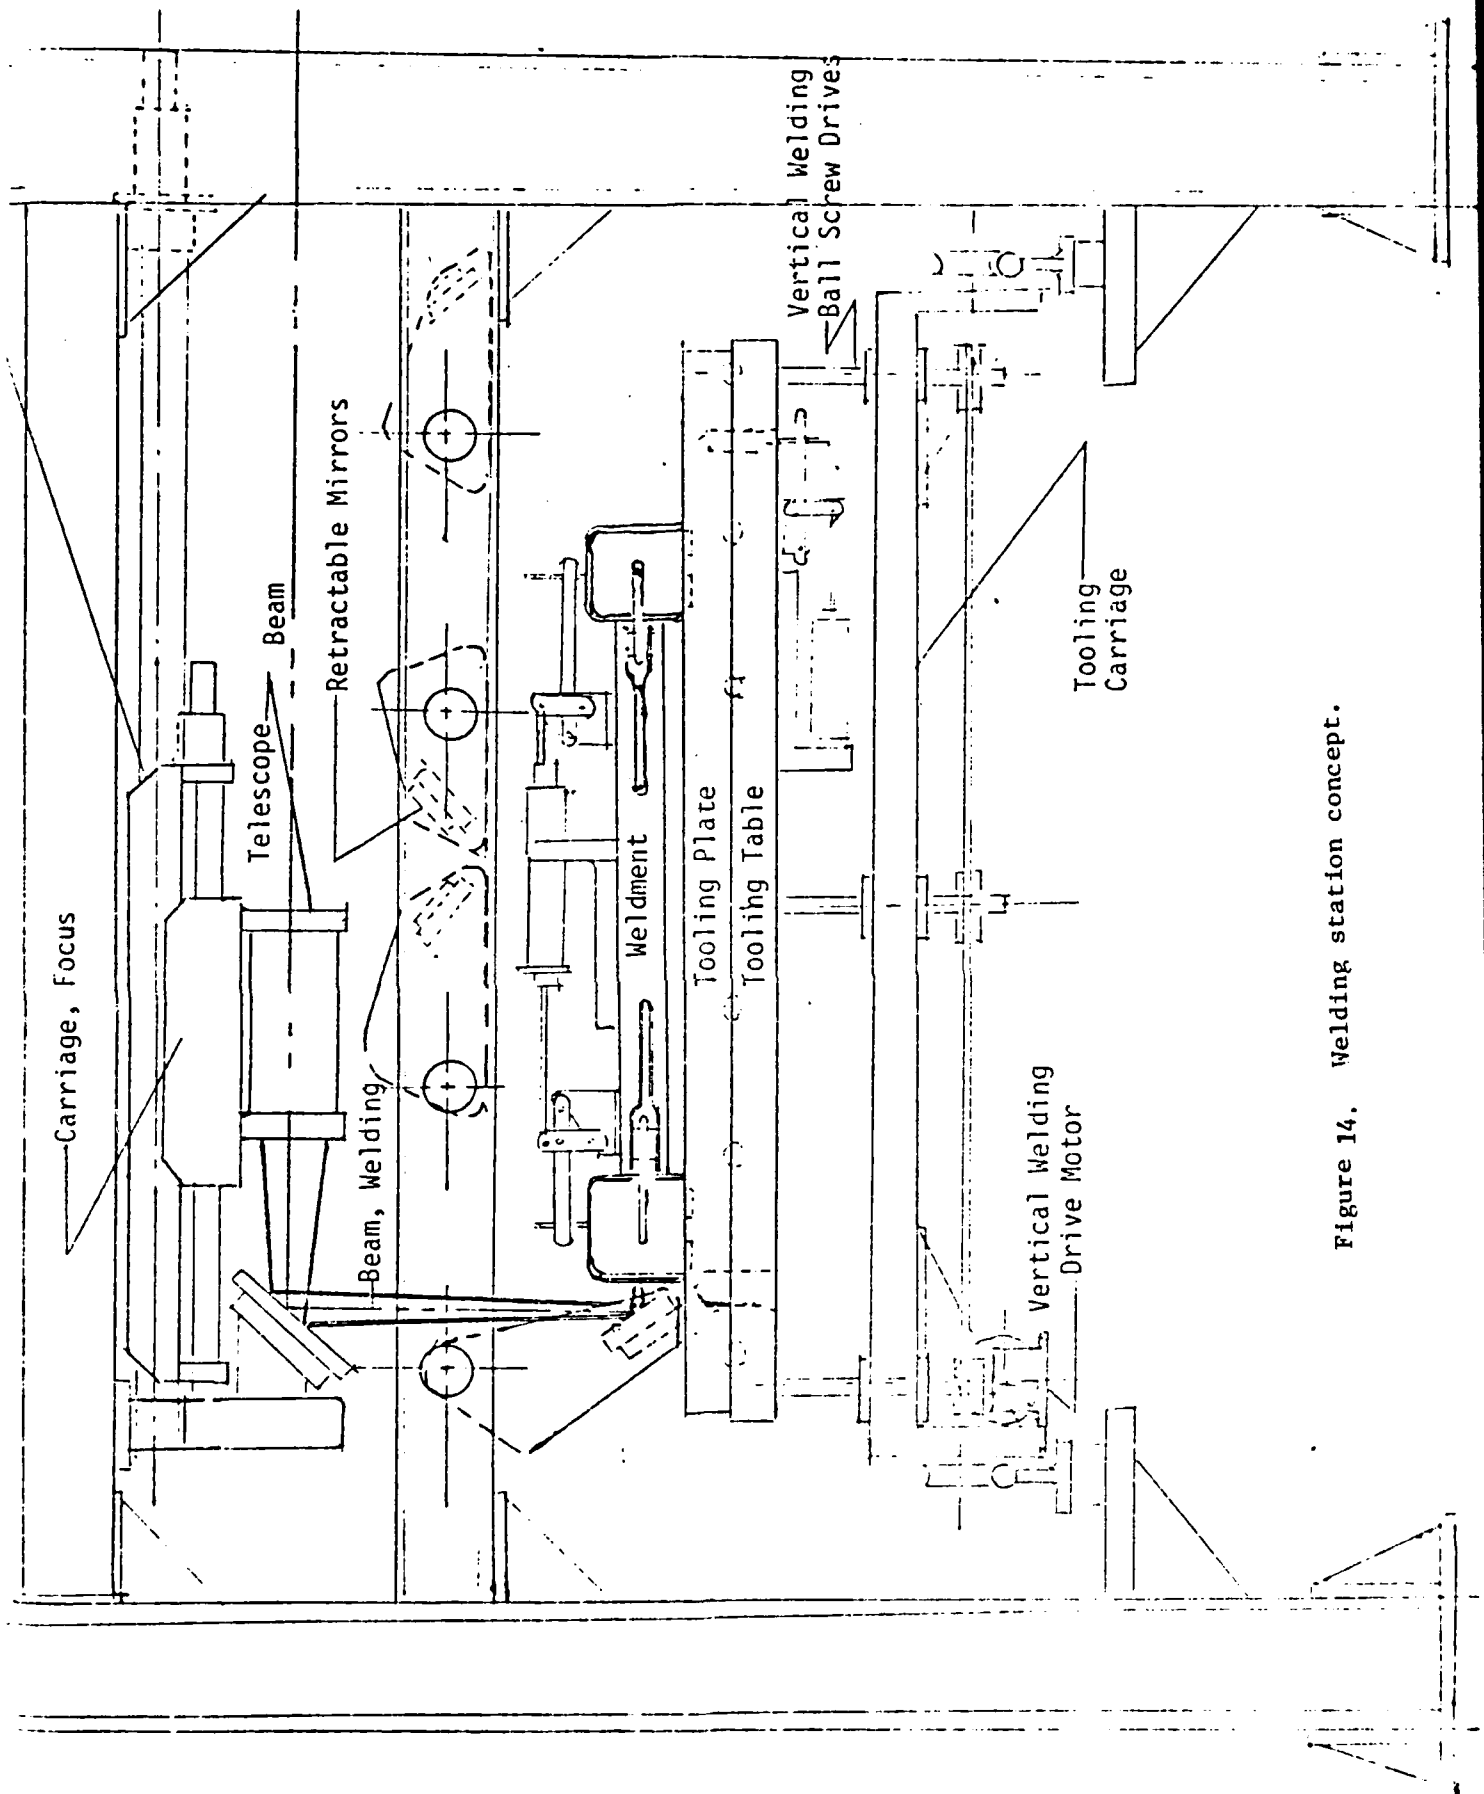 Carriage, Focus
Telescope
Beam
Retractable Mirrors
Beam, Welding
Vertical Welding
Ball Screw Drives
Weldment
Tooling Plate
Tooling Table
Tooling
Carriage
Vertical Welding
Drive Motor
Figure 14. Welding station concept.